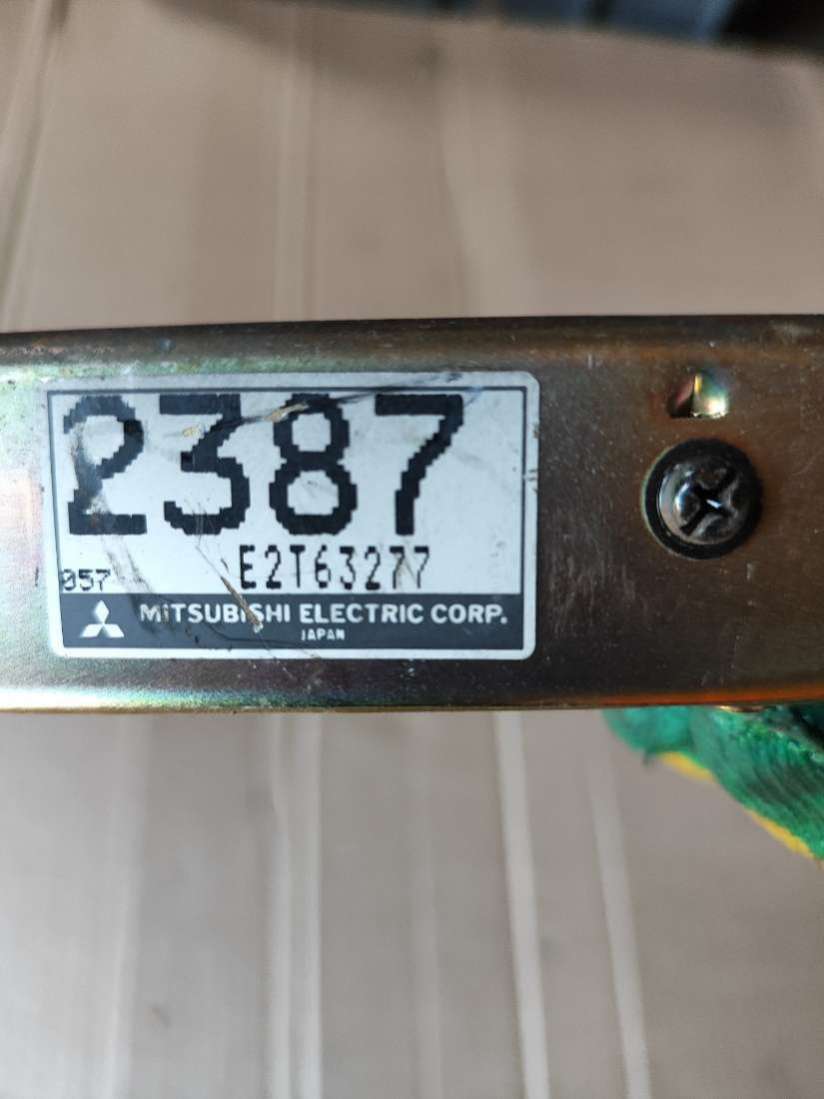 2387
057 E2T63277
MITSUBISHI ELECTRIC CORP.
JAPAN